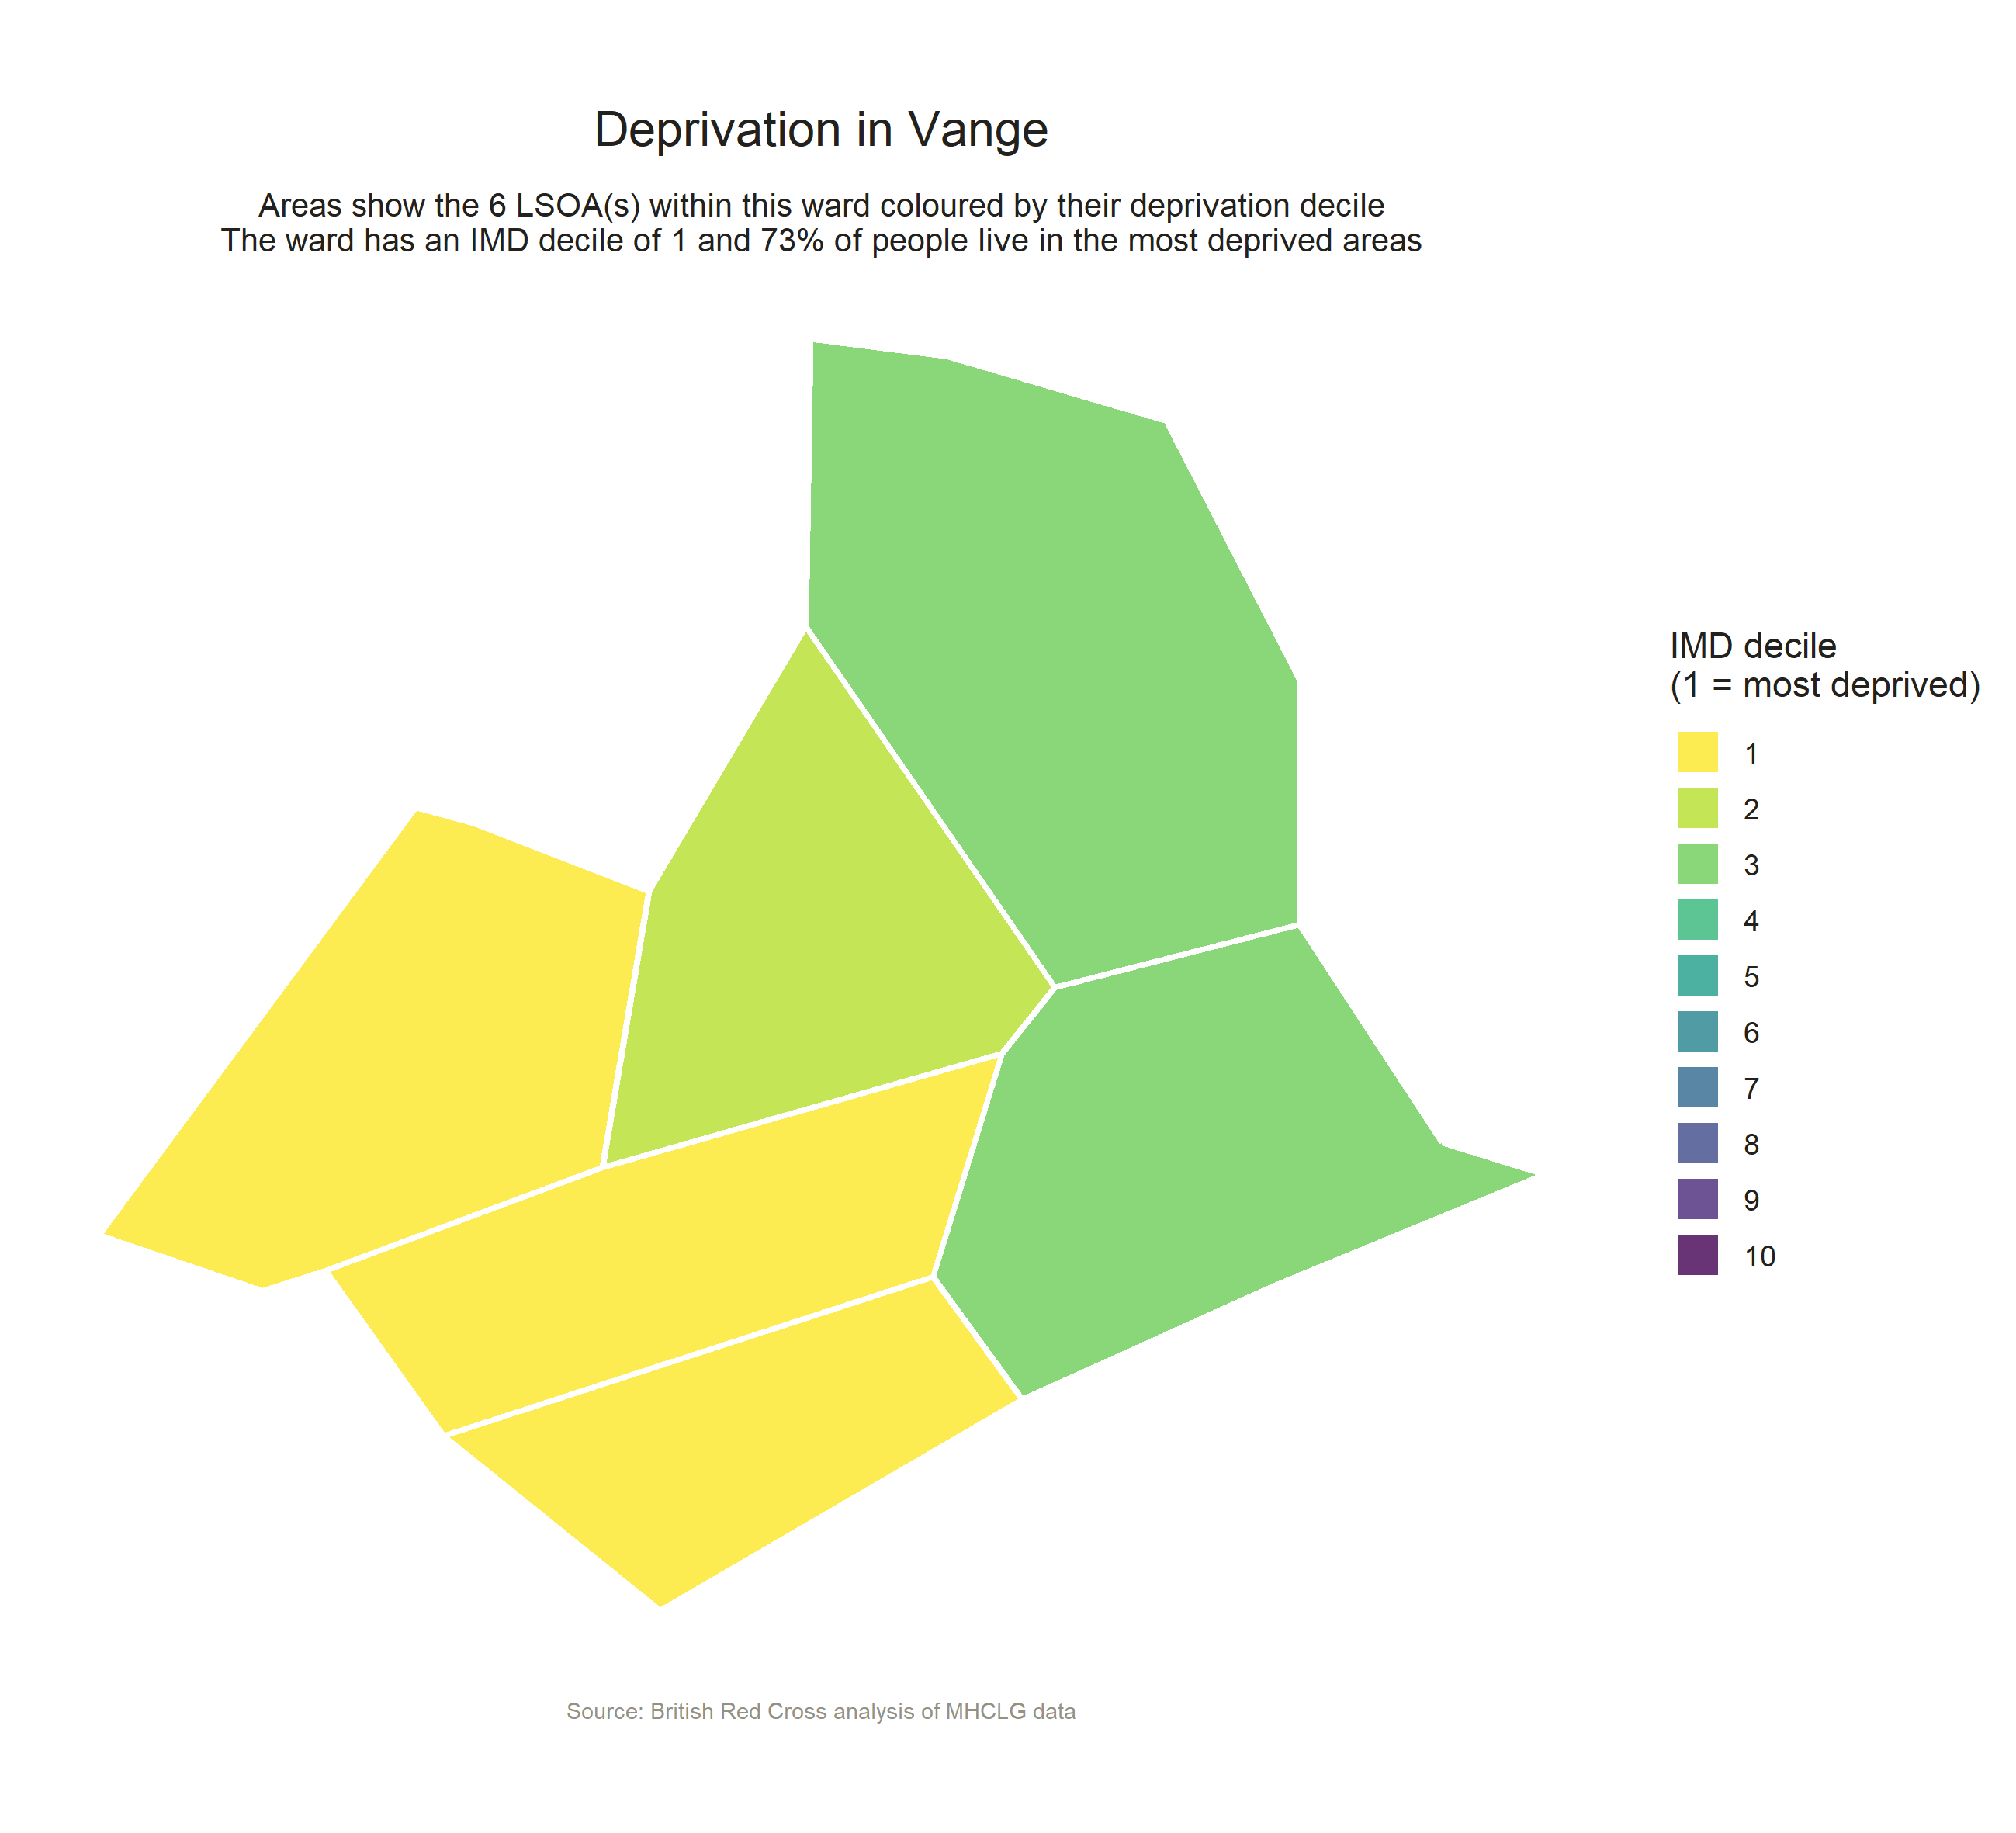 Deprivation in Vange
Areas show the 6 LSOA(s) within this ward coloured by their deprivation decile
The ward has an IMD decile of 1 and 73% of people live in the most deprived areas
IMD decile
(1 = most deprived)
1
2
3
4
5
6
7
8
9
10
Source: British Red Cross analysis of MHCLG data